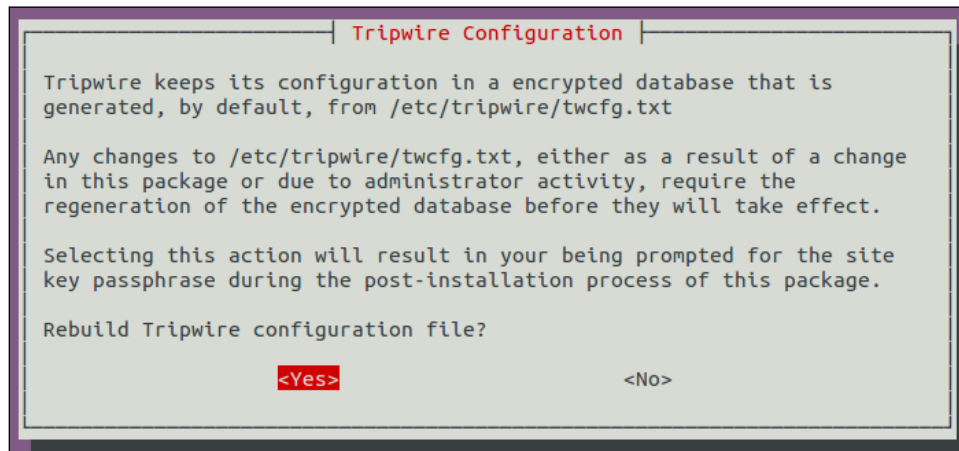 Tripwire Configuration
Tripwire keeps its configuration in a encrypted database that is
generated, by default, from /etc/tripwire/twcfg.txt
Any changes to /etc/tripwire/twcfg.txt, either as a result of a change
in this package or due to administrator activity, require the
regeneration of the encrypted database before they will take effect.
Selecting this action will result in your being prompted for the site
key passphrase during the post-installation process of this package.
Rebuild Tripwire configuration file?
<Yes> <No>